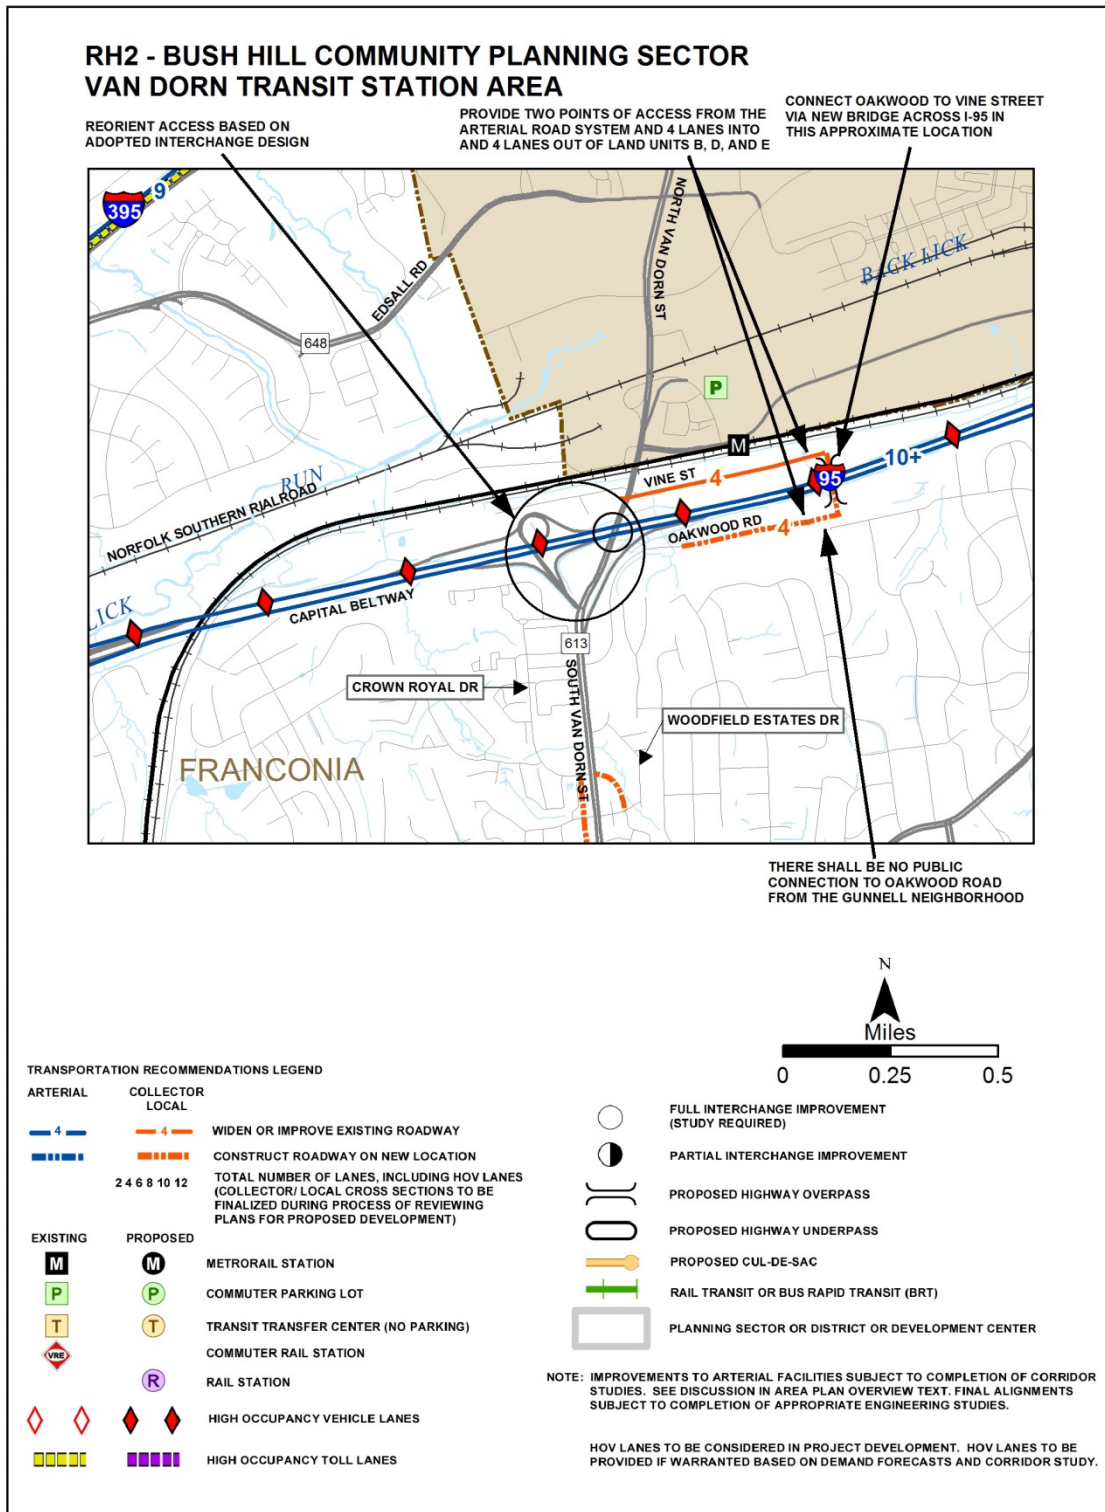 RH2 - BUSH HILL COMMUNITY PLANNING SECTOR
VAN DORN TRANSIT STATION AREA
REORIENT ACCESS BASED ON
ADOPTED INTERCHANGE DESIGN
PROVIDE TWO POINTS OF ACCESS FROM THE
ARTERIAL ROAD SYSTEM AND 4 LANES INTO
AND 4 LANES OUT OF LAND UNITS B, D, AND E
CONNECT OAKWOOD TO VINE STREET
VIA NEW BRIDGE ACROSS I-95 IN
THIS APPROXIMATE LOCATION
395
9
EDSALL RD
648
NORTH VAN DORN ST
BACK LICK
P
M
VINE ST
4
95
10+
OAKWOOD RD
4
RUN
NORFOLK SOUTHERN RIALROAD
LICK
CAPITAL BELTWAY
613
SOUTH VAN DORN ST
CROWN ROYAL DR
WOODFIELD ESTATES DR
FRANCONIA
THERE SHALL BE NO PUBLIC
CONNECTION TO OAKWOOD ROAD
FROM THE GUNNELL NEIGHBORHOOD
N
Miles
0 0.25 0.5
TRANSPORTATION RECOMMENDATIONS LEGEND
ARTERIAL
COLLECTOR
LOCAL
4 4 WIDEN OR IMPROVE EXISTING ROADWAY
CONSTRUCT ROADWAY ON NEW LOCATION
2 4 6 8 10 12 TOTAL NUMBER OF LANES, INCLUDING HOV LANES
(COLLECTOR/ LOCAL CROSS SECTIONS TO BE
FINALIZED DURING PROCESS OF REVIEWING
PLANS FOR PROPOSED DEVELOPMENT)
EXISTING PROPOSED
M M METRORAIL STATION
P P COMMUTER PARKING LOT
T T TRANSIT TRANSFER CENTER (NO PARKING)
VRE COMMUTER RAIL STATION
R RAIL STATION
HIGH OCCUPANCY VEHICLE LANES
HIGH OCCUPANCY TOLL LANES
FULL INTERCHANGE IMPROVEMENT
(STUDY REQUIRED)
PARTIAL INTERCHANGE IMPROVEMENT
PROPOSED HIGHWAY OVERPASS
PROPOSED HIGHWAY UNDERPASS
PROPOSED CUL-DE-SAC
RAIL TRANSIT OR BUS RAPID TRANSIT (BRT)
PLANNING SECTOR OR DISTRICT OR DEVELOPMENT CENTER
NOTE: IMPROVEMENTS TO ARTERIAL FACILITIES SUBJECT TO COMPLETION OF CORRIDOR
STUDIES. SEE DISCUSSION IN AREA PLAN OVERVIEW TEXT. FINAL ALIGNMENTS
SUBJECT TO COMPLETION OF APPROPRIATE ENGINEERING STUDIES.
HOV LANES TO BE CONSIDERED IN PROJECT DEVELOPMENT. HOV LANES TO BE
PROVIDED IF WARRANTED BASED ON DEMAND FORECASTS AND CORRIDOR STUDY.